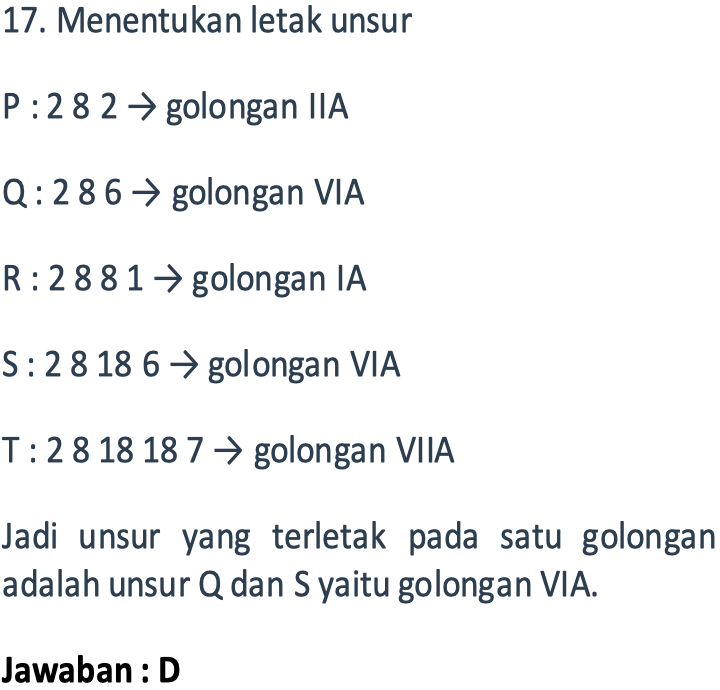 17. Menentukan letak unsur
P : 2 8 2 → golongan IIA
Q : 2 8 6 → golongan VIA
R : 2 8 8 1 → golongan IA
S : 2 8 18 6 → golongan VIA
T : 2 8 18 18 7 → golongan VIIA
Jadi unsur yang terletak pada satu golongan
adalah unsur Q dan S yaitu golongan VIA.
Jawaban : D